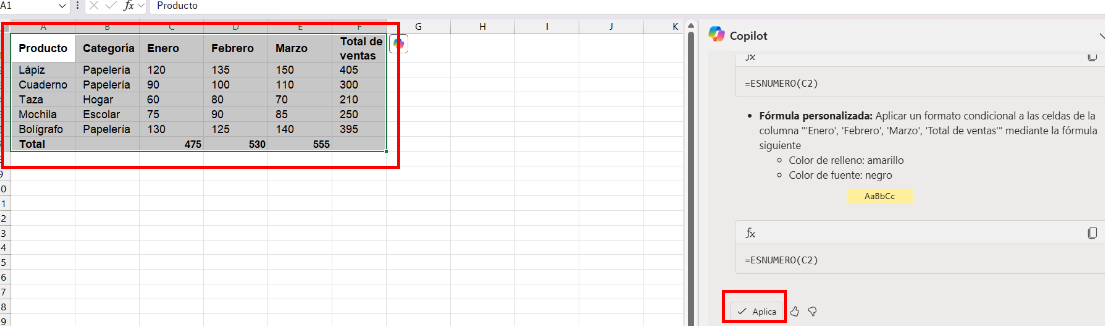 A1 fx Producto
A B C D E F G H I J K
Producto Categoría Enero Febrero Marzo Total de ventas
Lápiz Papelería 120 135 150 405
Cuaderno Papelería 90 100 110 300
Taza Hogar 60 80 70 210
Mochila Escolar 75 90 85 250
Bolígrafo Papelería 130 125 140 395
Total 475 530 555
9
0
1
2
3
4
5
6
7
8
9
Copilot
fx
=ESNUMERO(C2)
• Fórmula personalizada: Aplicar un formato condicional a las celdas de la
columna "'Enero', 'Febrero', 'Marzo', 'Total de ventas'" mediante la fórmula
siguiente
○ Color de relleno: amarillo
○ Color de fuente: negro
AaBbCc
fx
=ESNUMERO(C2)
Aplica